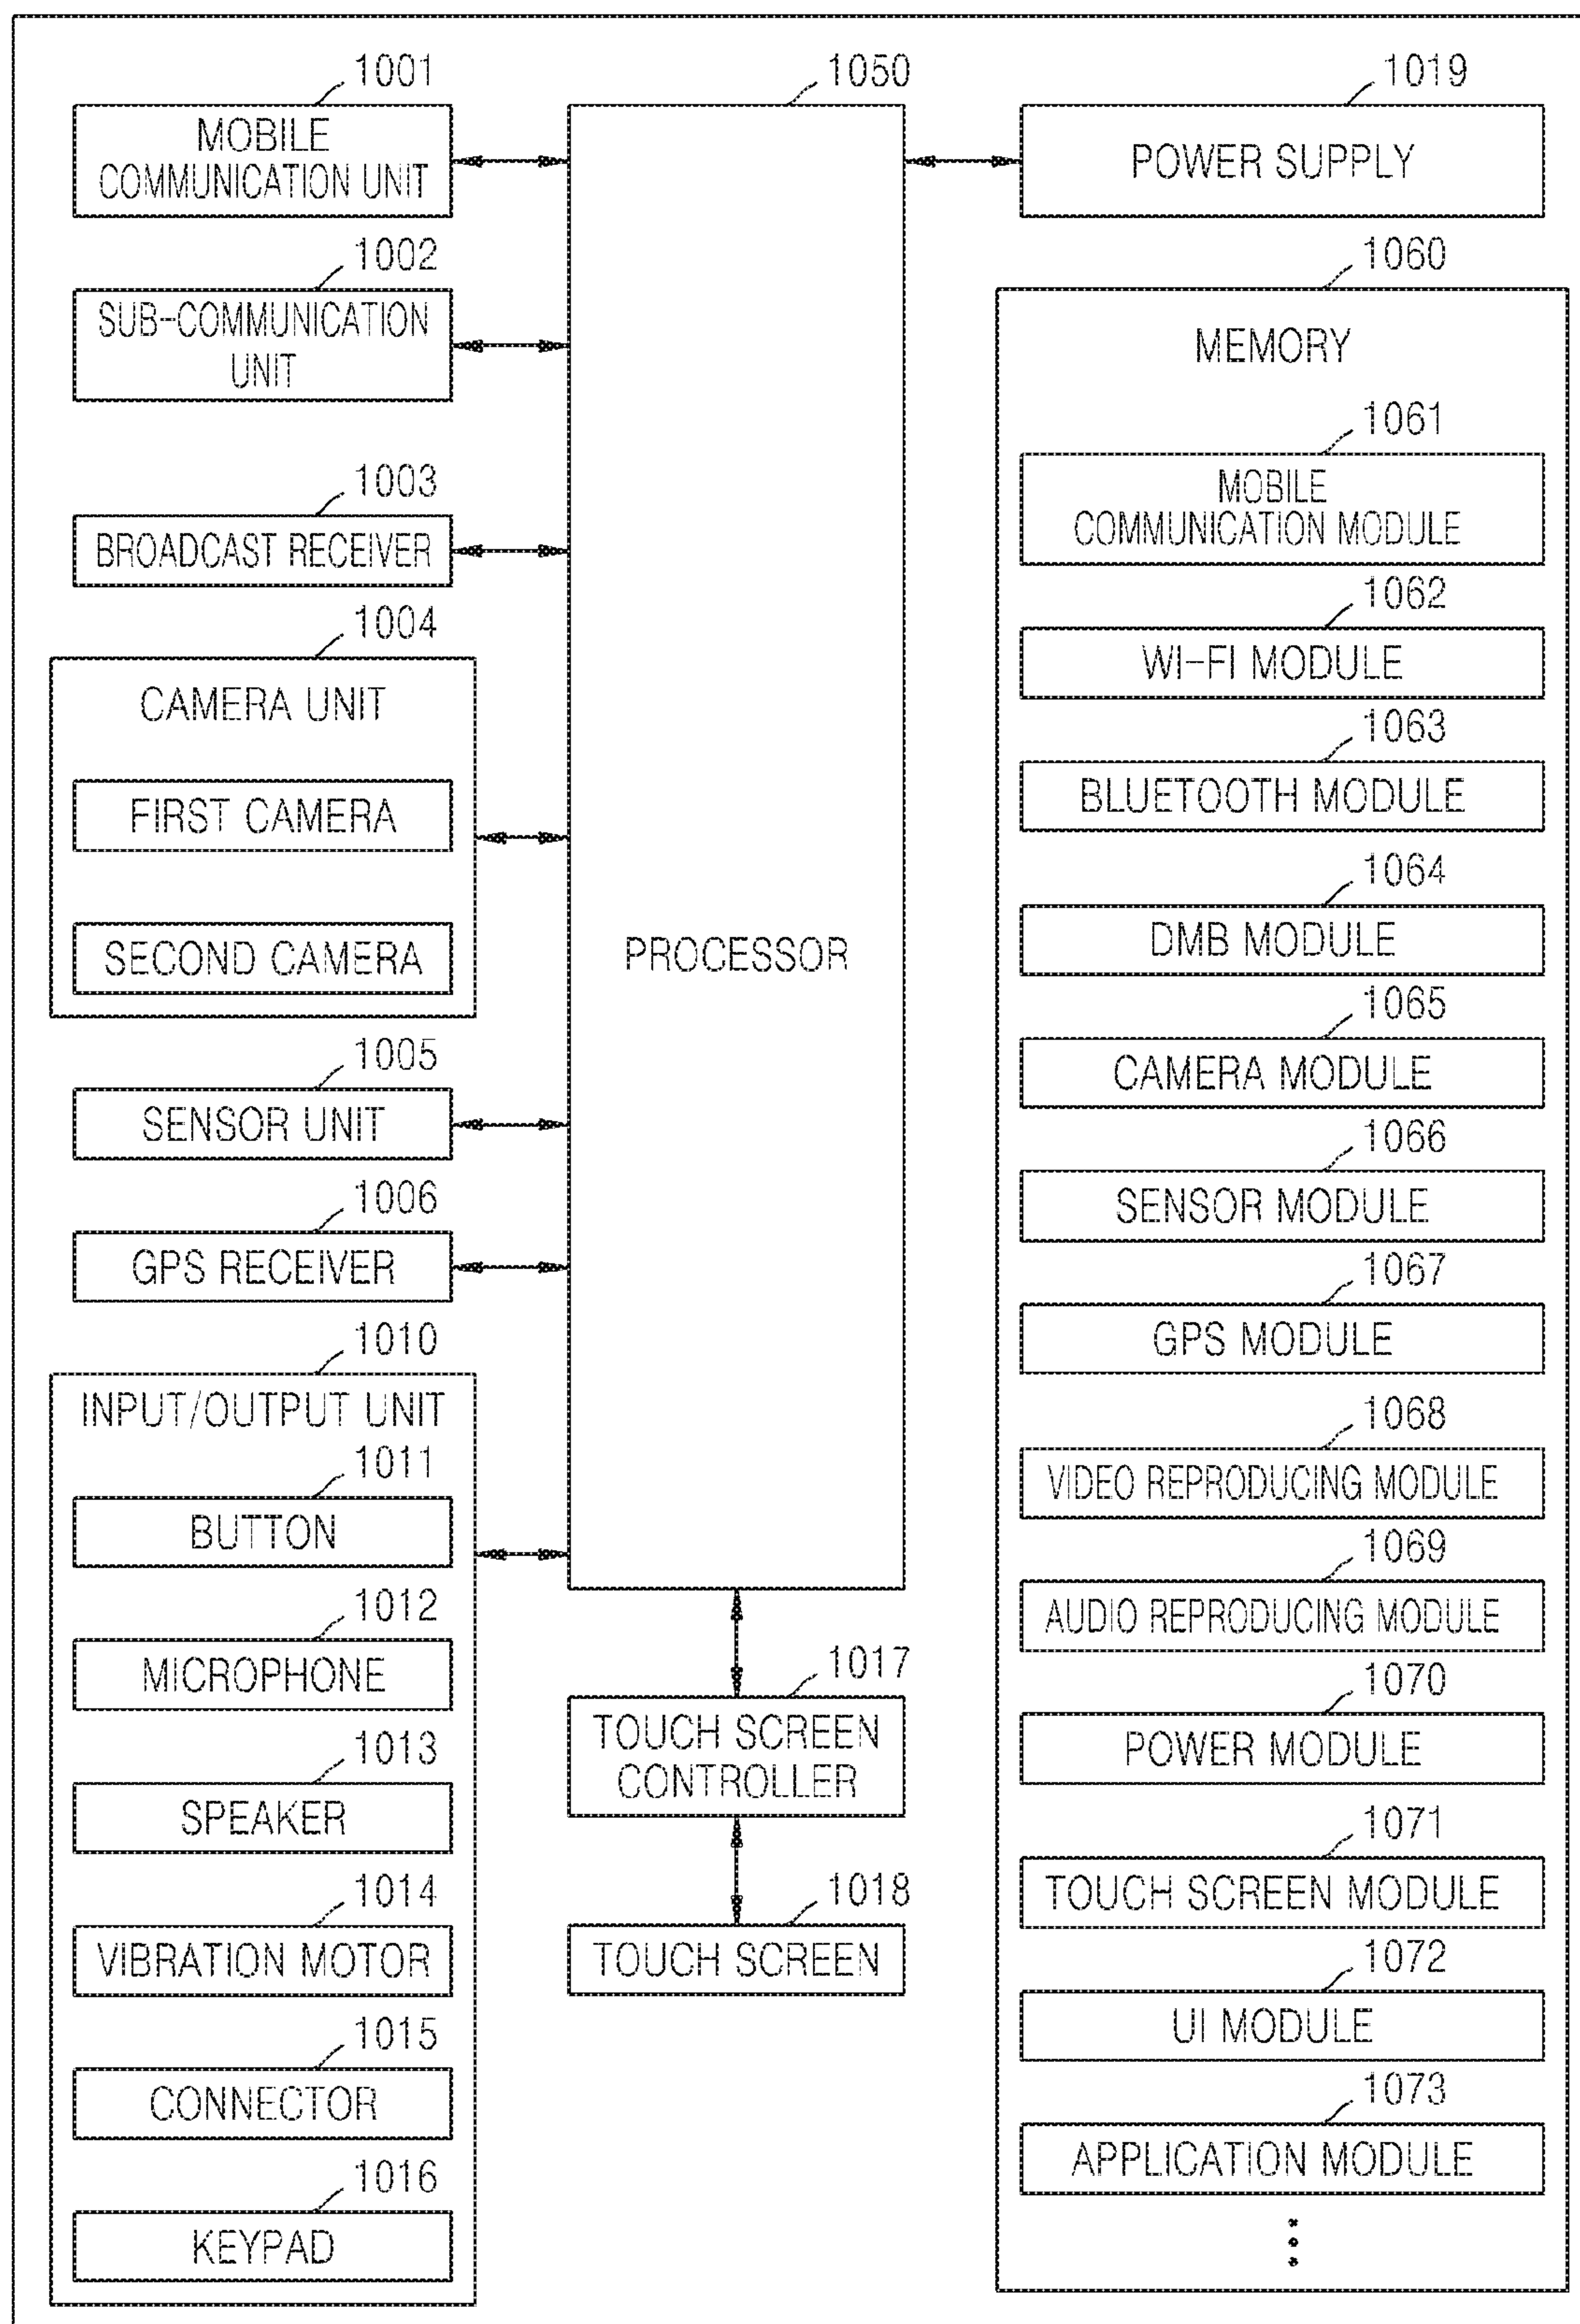 1001
MOBILE
COMMUNICATION UNIT
1002
SUB-COMMUNICATION
UNIT
1003
BROADCAST RECEIVER
1004
CAMERA UNIT
FIRST CAMERA
SECOND CAMERA
1005
SENSOR UNIT
1006
GPS RECEIVER
1010
INPUT/OUTPUT UNIT
1011
BUTTON
1012
MICROPHONE
1013
SPEAKER
1014
VIBRATION MOTOR
1015
CONNECTOR
1016
KEYPAD
1050
PROCESSOR
1017
TOUCH SCREEN
CONTROLLER
1018
TOUCH SCREEN
1019
POWER SUPPLY
1060
MEMORY
1061
MOBILE
COMMUNICATION MODULE
1062
WI-FI MODULE
1063
BLUETOOTH MODULE
1064
DMB MODULE
1065
CAMERA MODULE
1066
SENSOR MODULE
1067
GPS MODULE
1068
VIDEO REPRODUCING MODULE
1069
AUDIO REPRODUCING MODULE
1070
POWER MODULE
1071
TOUCH SCREEN MODULE
1072
UI MODULE
1073
APPLICATION MODULE